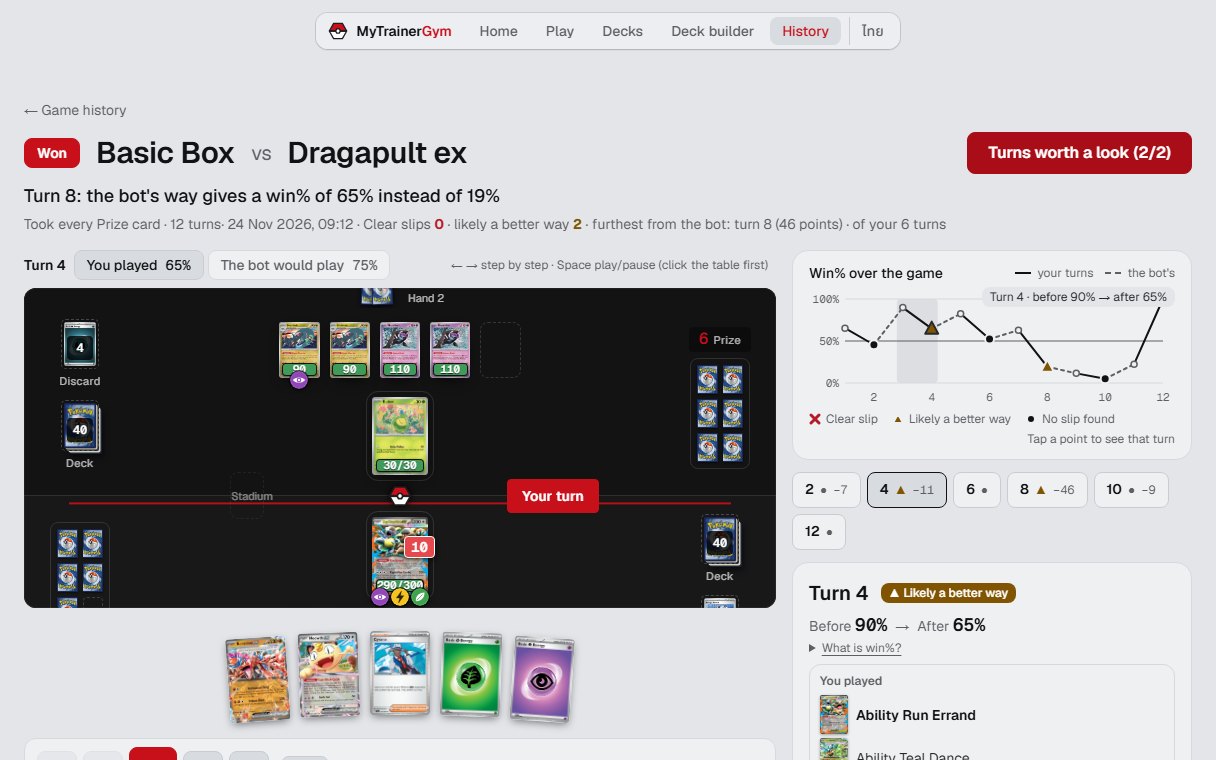 MyTrainerGym Home Play Decks Deck builder History ไทย
← Game history
Won Basic Box vs Dragapult ex
Turns worth a look (2/2)
Turn 8: the bot's way gives a win% of 65% instead of 19%
Took every Prize card · 12 turns· 24 Nov 2026, 09:12 · Clear slips 0 · likely a better way 2 · furthest from the bot: turn 8 (46 points) · of your 6 turns
Turn 4 You played 65% The bot would play 75%
← → step by step · Space play/pause (click the table first)
Hand 2
4
Discard
90 90 110 110
6 Prize
40
Deck
30/30
Stadium
Your turn
10
290/300
40
Deck
Meowth
Cyrano
Basic Energy
Basic Energy
Win% over the game
your turns the bot's
Turn 4 · before 90% → after 65%
100%
50%
0%
2 4 6 8 10 12
Clear slip Likely a better way No slip found
Tap a point to see that turn
2 -7
4 -11
6
8 -46
10 -9
12
Turn 4 Likely a better way
Before 90% → After 65%
What is win%?
You played
Ability Run Errand
Ability Teal Dance